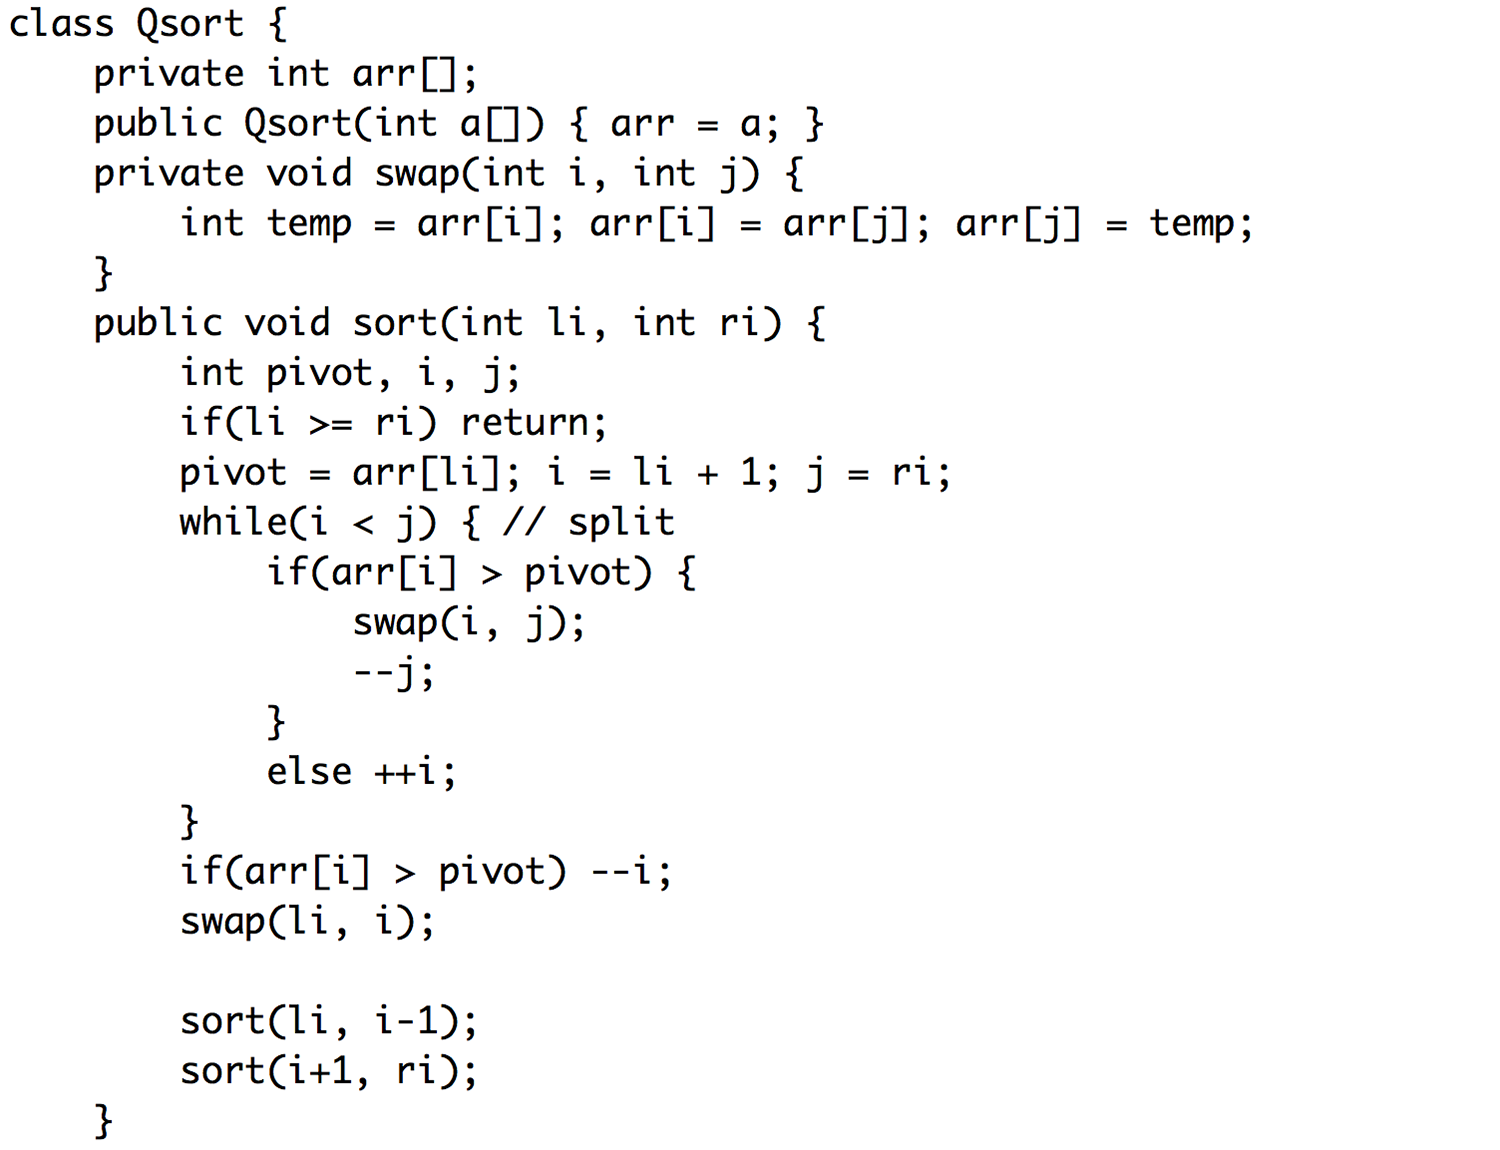 class Qsort {
    private int arr[];
    public Qsort(int a[]) { arr = a; }
    private void swap(int i, int j) {
        int temp = arr[i]; arr[i] = arr[j]; arr[j] = temp;
    }
    public void sort(int li, int ri) {
        int pivot, i, j;
        if(li >= ri) return;
        pivot = arr[li]; i = li + 1; j = ri;
        while(i < j) { // split
            if(arr[i] > pivot) {
                swap(i, j);
                --j;
            }
            else ++i;
        }
        if(arr[i] > pivot) --i;
        swap(li, i);

        sort(li, i-1);
        sort(i+1, ri);
    }